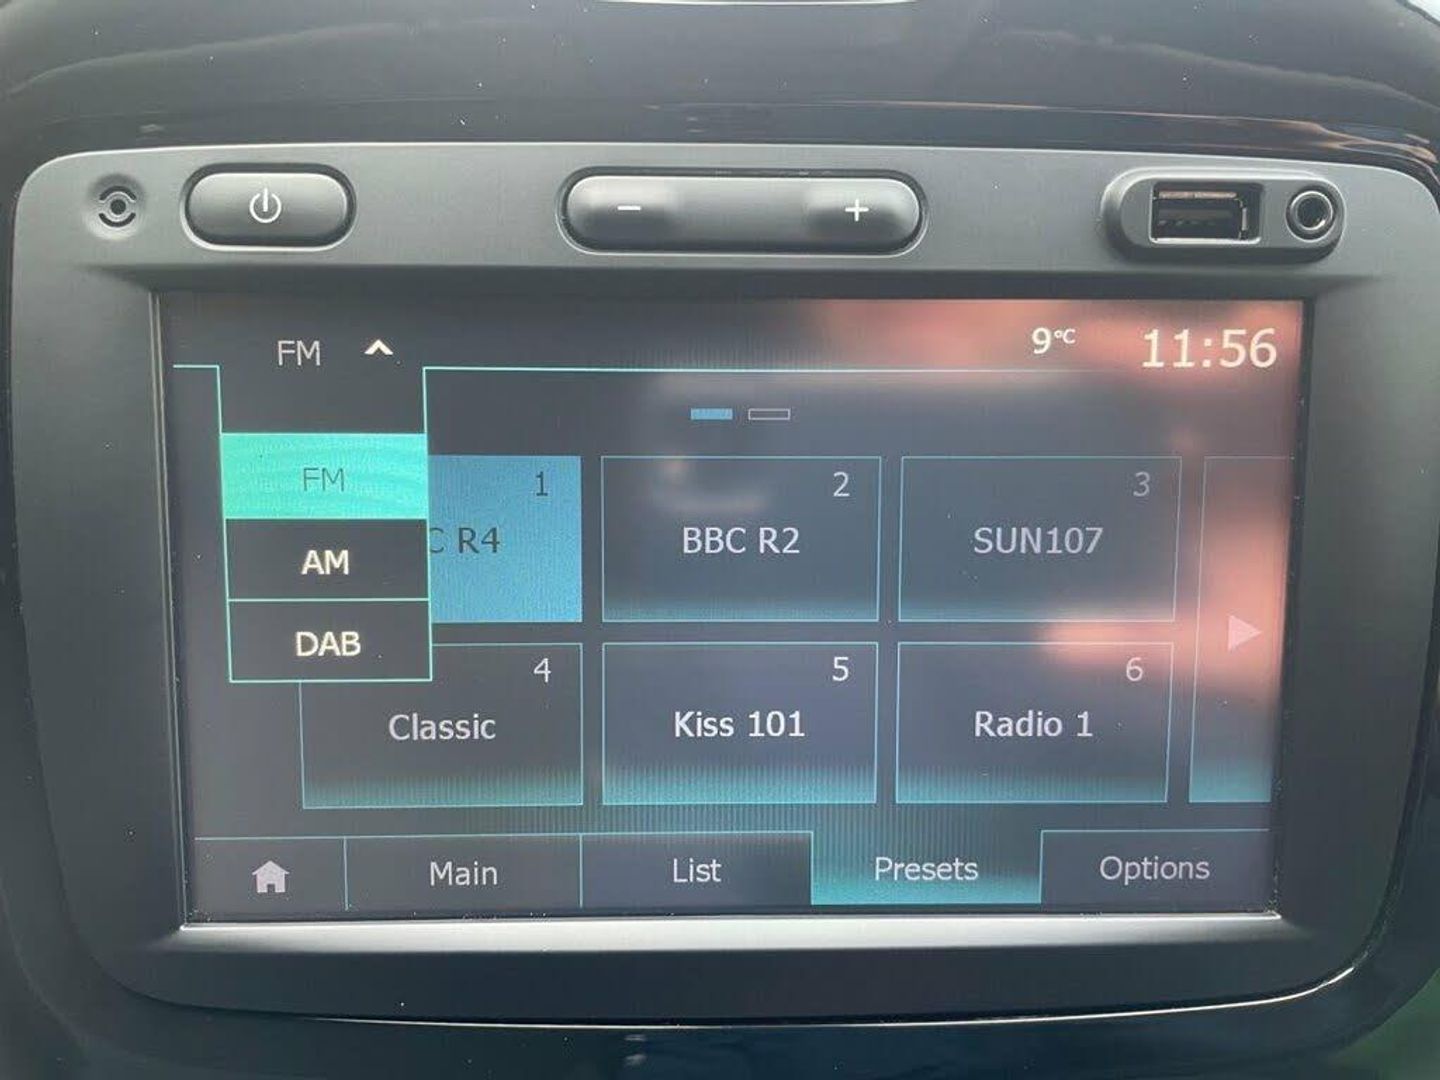 FM
9°C
11:56
FM
AM
DAB
1
C R4
2
BBC R2
3
SUN107
4
Classic
5
Kiss 101
6
Radio 1
Main
List
Presets
Options